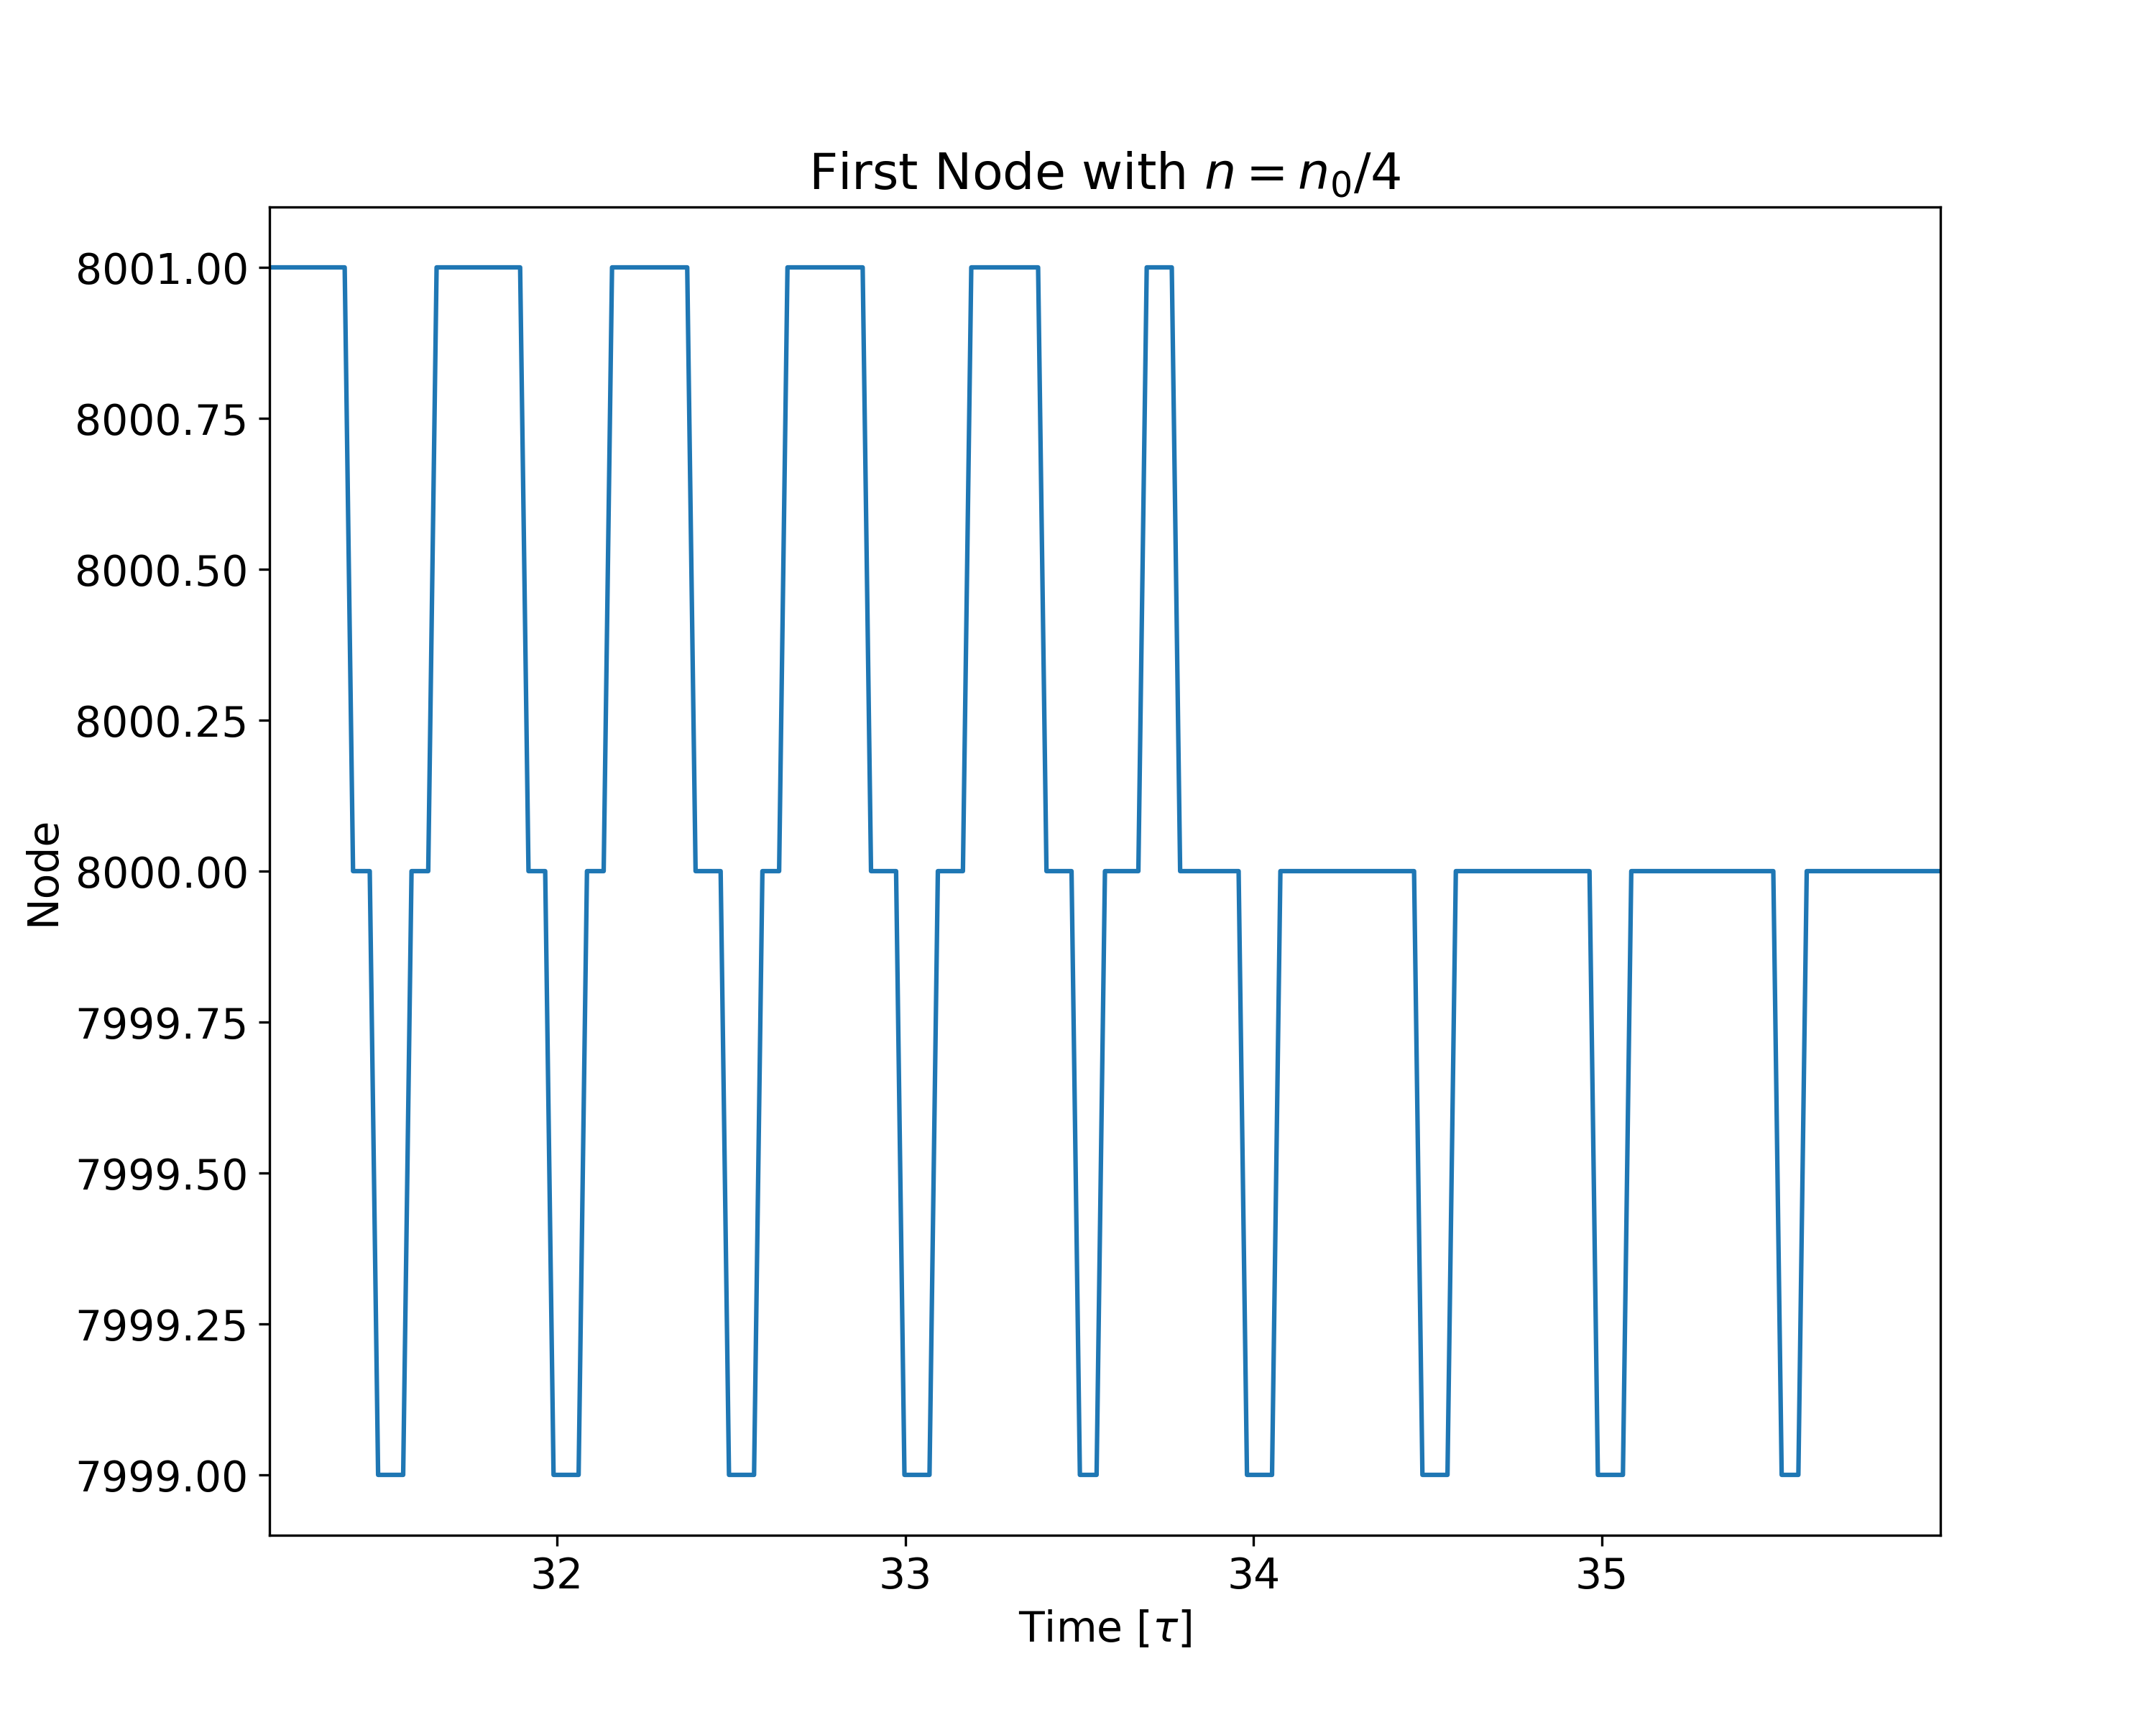 First Node with n = n₀/4
8001.00
8000.75
8000.50
8000.25
8000.00
7999.75
7999.50
7999.25
7999.00
Node
32 33 34 35
Time [τ]